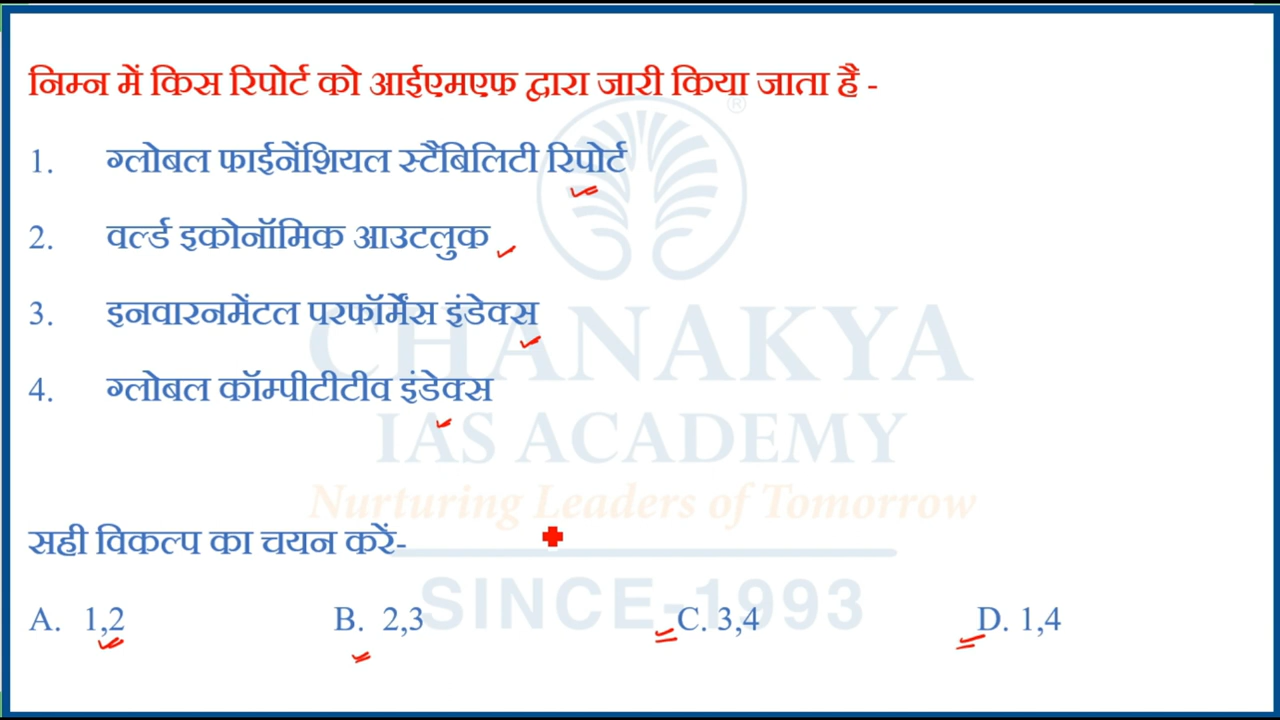 निम्न में किस रिपोर्ट को आईएमएफ द्वारा जारी किया जाता है -
®
1. ग्लोबल फाईनेंशियल स्टैबिलिटी रिपोर्ट
2. वर्ल्ड इकोनॉमिक आउटलुक
3. इनवारनमेंटल परफॉर्मेंस इंडेक्स
CHANAKYA
4. ग्लोबल कॉम्पीटीटीव इंडेक्स
IAS ACADEMY
Nurturing Leaders of Tomorrow
सही विकल्प का चयन करें-
SINCE-1993
A. 1,2 B. 2,3 C. 3,4 D. 1,4